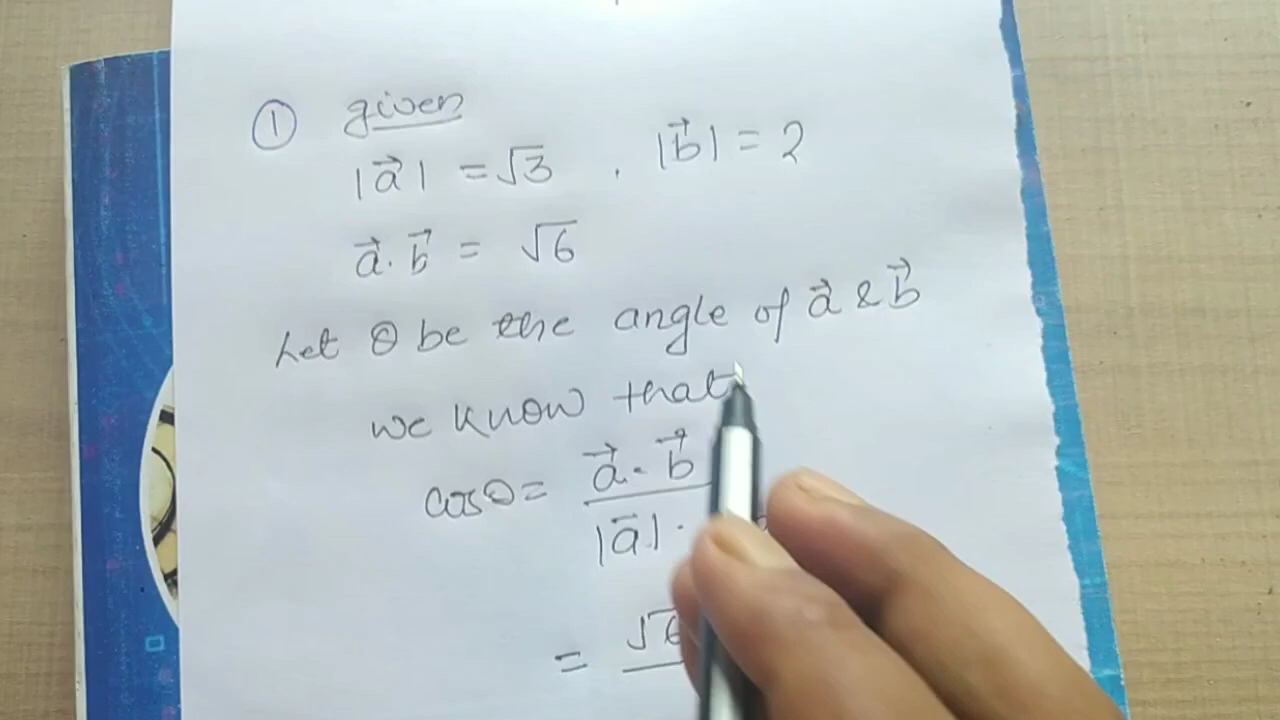 ① given
|a⃗| = √3 , |b⃗| = 2
a⃗ . b⃗ = √6
Let θ be the angle of a⃗ & b⃗
we know that
cosθ = a⃗ . b⃗
|a̅| .
= √6